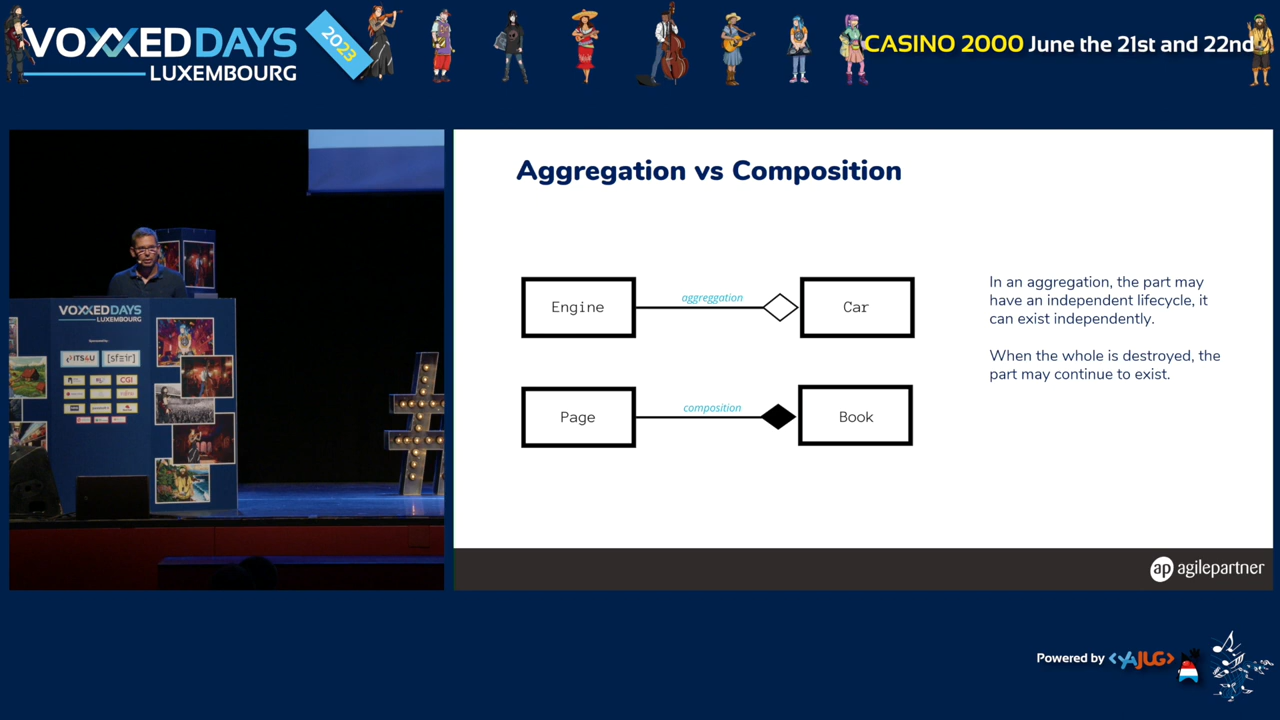 VOXXED DAYS
LUXEMBOURG
2023
CASINO 2000 June the 21st and 22nd
VOXXED DAYS
LUXEMBOURG
ITS4U
[sfeir]
CGI
#
Aggregation vs Composition
Engine
aggreggation
Car
Page
composition
Book
In an aggregation, the part may
have an independent lifecycle, it
can exist independently.
When the whole is destroyed, the
part may continue to exist.
ap agilepartner
Powered by <YAJUG>